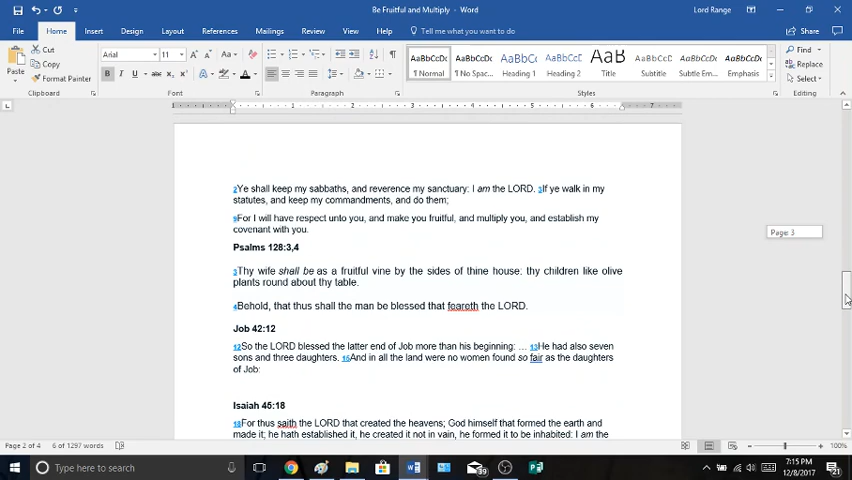 Be Fruitful and Multiply - Word
Lord Range
File Home Insert Design Layout References Mailings Review View Help Tell me what you want to do Share
Cut
Copy
Format Painter
Paste
Clipboard
Arial 11
Font
Paragraph
AaBbCcDc AaBbCcDc AaBbCc AaBbCcC AaBb AaBbCcC AaBbCcDc AaBbCcDc
¶ Normal ¶ No Spac... Heading 1 Heading 2 Title Subtitle Subtle Em... Emphasis
Styles
Find
Replace
Select
Editing
2Ye shall keep my sabbaths, and reverence my sanctuary: I am the LORD. 3If ye walk in my
statutes, and keep my commandments, and do them;
9For I will have respect unto you, and make you fruitful, and multiply you, and establish my
covenant with you.
Page 3
Psalms 128:3,4
3Thy wife shall be as a fruitful vine by the sides of thine house: thy children like olive
plants round about thy table.
4Behold, that thus shall the man be blessed that feareth the LORD.
Job 42:12
12So the LORD blessed the latter end of Job more than his beginning: ... 13He had also seven
sons and three daughters. 15And in all the land were no women found so fair as the daughters
of Job:
Isaiah 45:18
18For thus saith the LORD that created the heavens; God himself that formed the earth and
made it; he hath established it, he created it not in vain, he formed it to be inhabited: I am the
Page 2 of 4 6 of 1297 words
100%
Type here to search
39
7:15 PM
12/8/2017
21